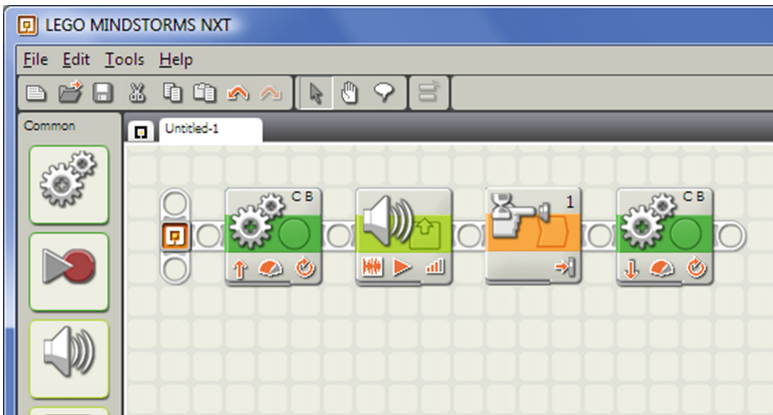 LEGO MINDSTORMS NXT
File Edit Tools Help
Common
Untitled-1
C B
1
C B